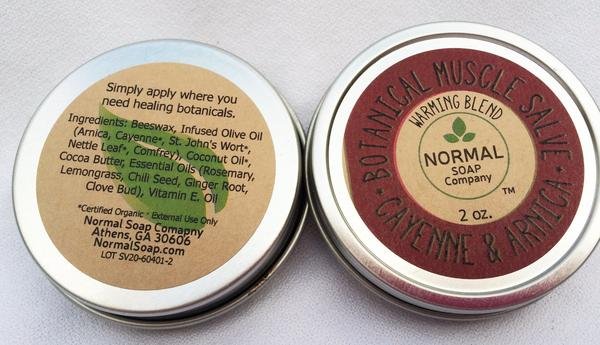 Simply apply where you
need healing botanicals.
Ingredients: Beeswax, Infused Olive Oil
(Arnica, Cayenne*, St. John's Wort*,
Nettle Leaf*, Comfrey), Coconut Oil*,
Cocoa Butter, Essential Oils (Rosemary,
Lemongrass, Chili Seed, Ginger Root,
Clove Bud), Vitamin E. Oil
*Certified Organic - External Use Only
Normal Soap Comapny
Athens, GA 30606
NormalSoap.com
LOT SV20-60401-2
BOTANICAL MUSCLE SALVE
WARMING BLEND
NORMAL
SOAP
Company
TM
2 oz.
• CAYENNE & ARNICA •